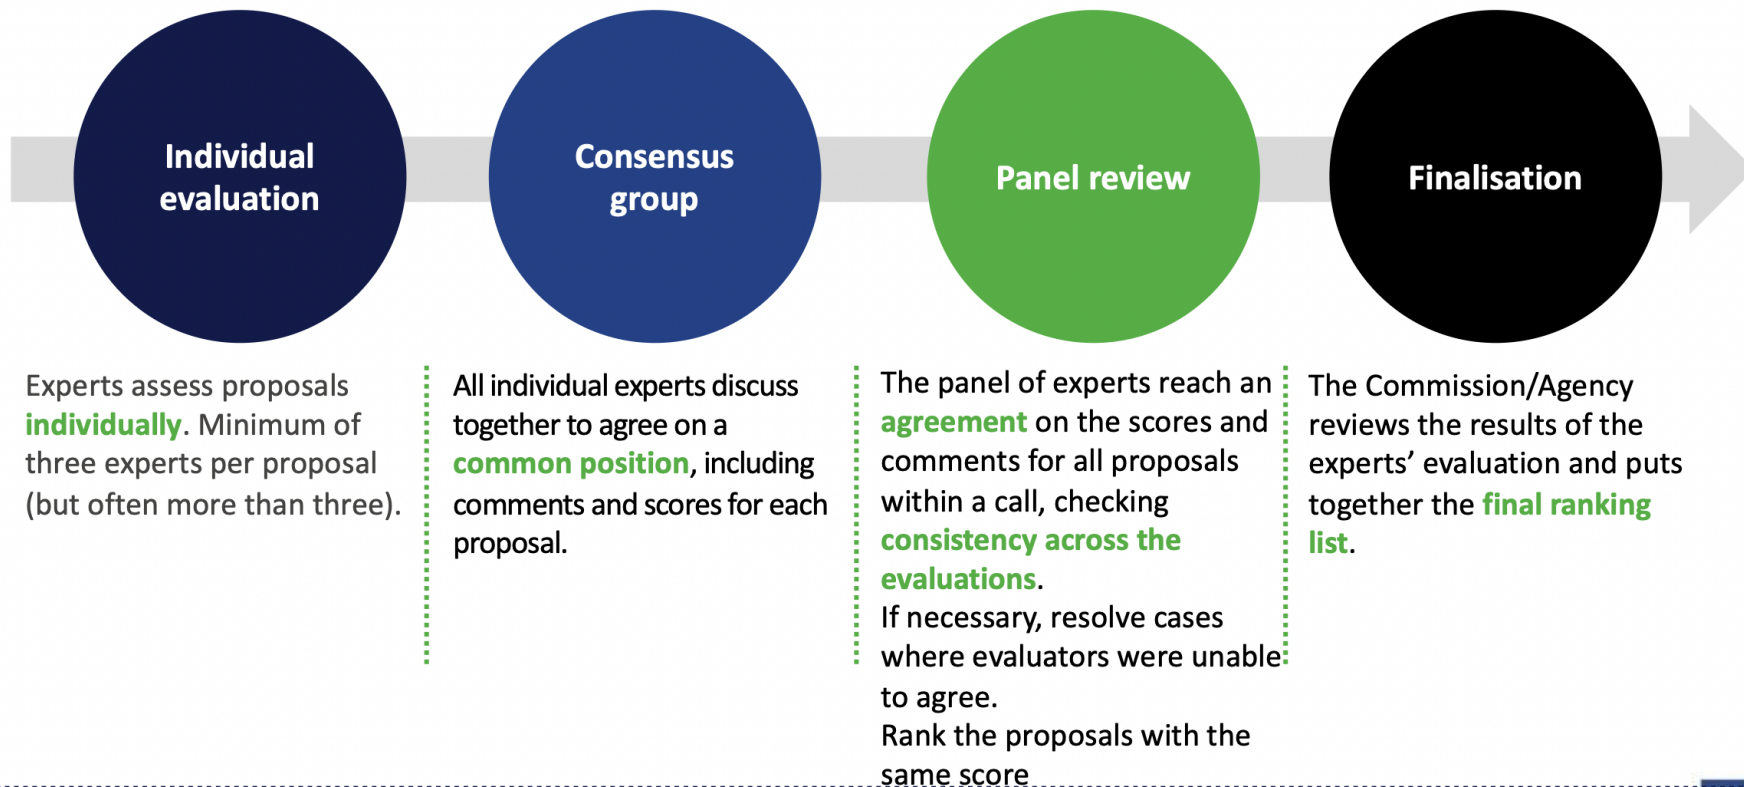 Individual
evaluation
Consensus
group
Panel review
Finalisation
Experts assess proposals
individually. Minimum of
three experts per proposal
(but often more than three).
All individual experts discuss
together to agree on a
common position, including
comments and scores for each
proposal.
The panel of experts reach an
agreement on the scores and
comments for all proposals
within a call, checking
consistency across the
evaluations.
If necessary, resolve cases
where evaluators were unable
to agree.
Rank the proposals with the
same score
The Commission/Agency
reviews the results of the
experts’ evaluation and puts
together the final ranking
list.